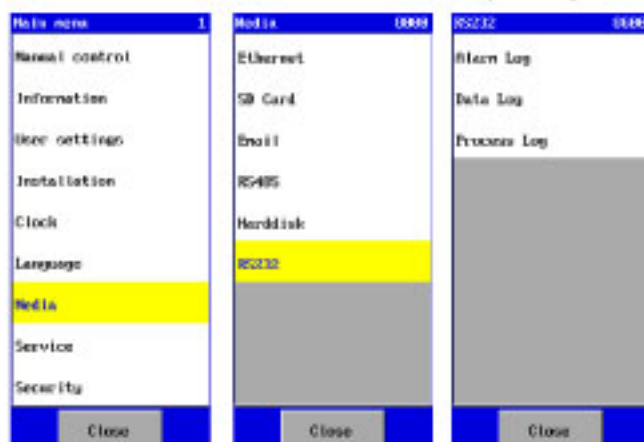 Main menu 1
Manual control
Information
User settings
Installation
Clock
Language
Media
Service
Security
Close
Media
Ethernet
SD Card
Email
RS485
Harddisk
RS232
Close
RS232
Alarm Log
Data Log
Process Log
Close